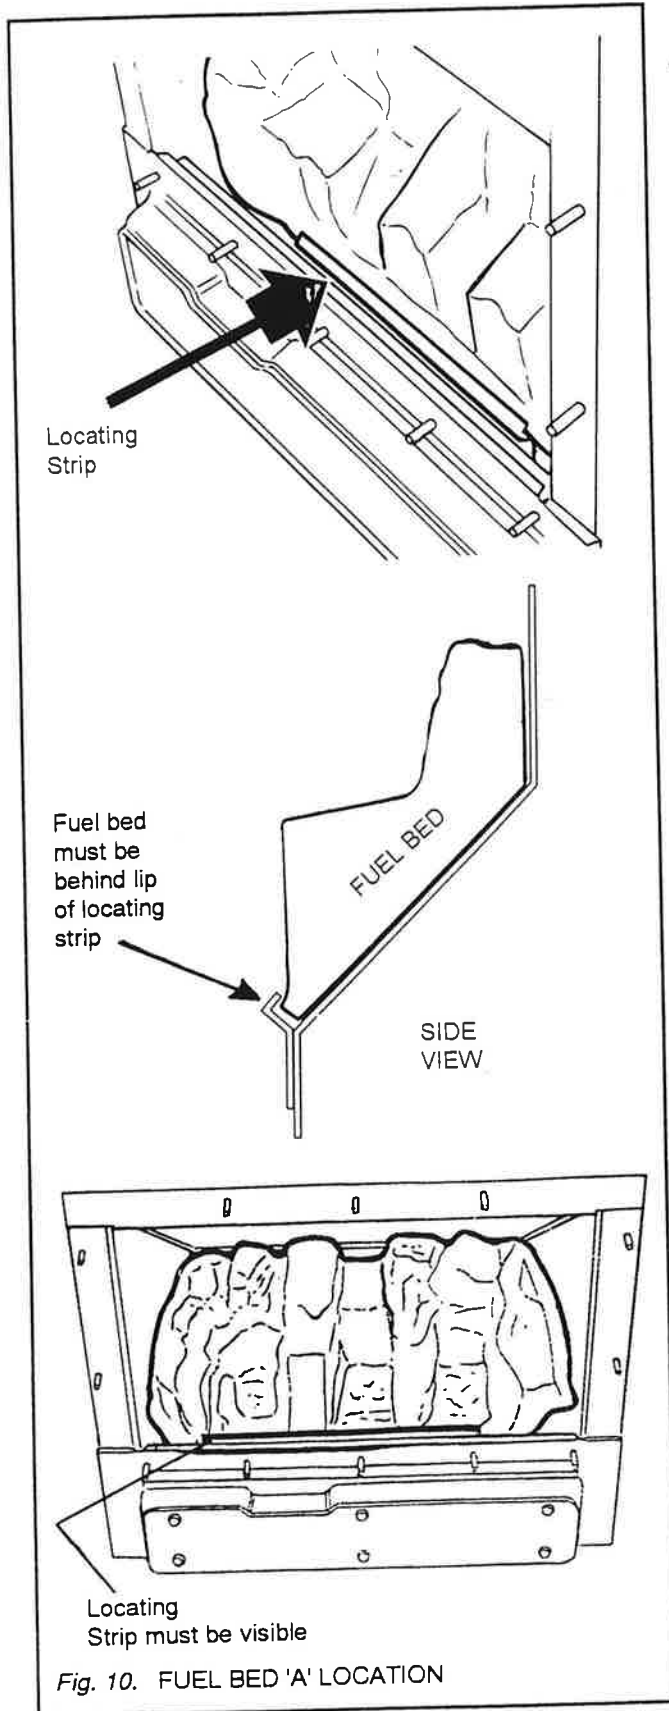 Locating
Strip
Fuel bed
must be
behind lip
of locating
strip
FUEL BED
SIDE
VIEW
Locating
Strip must be visible
Fig. 10. FUEL BED 'A' LOCATION